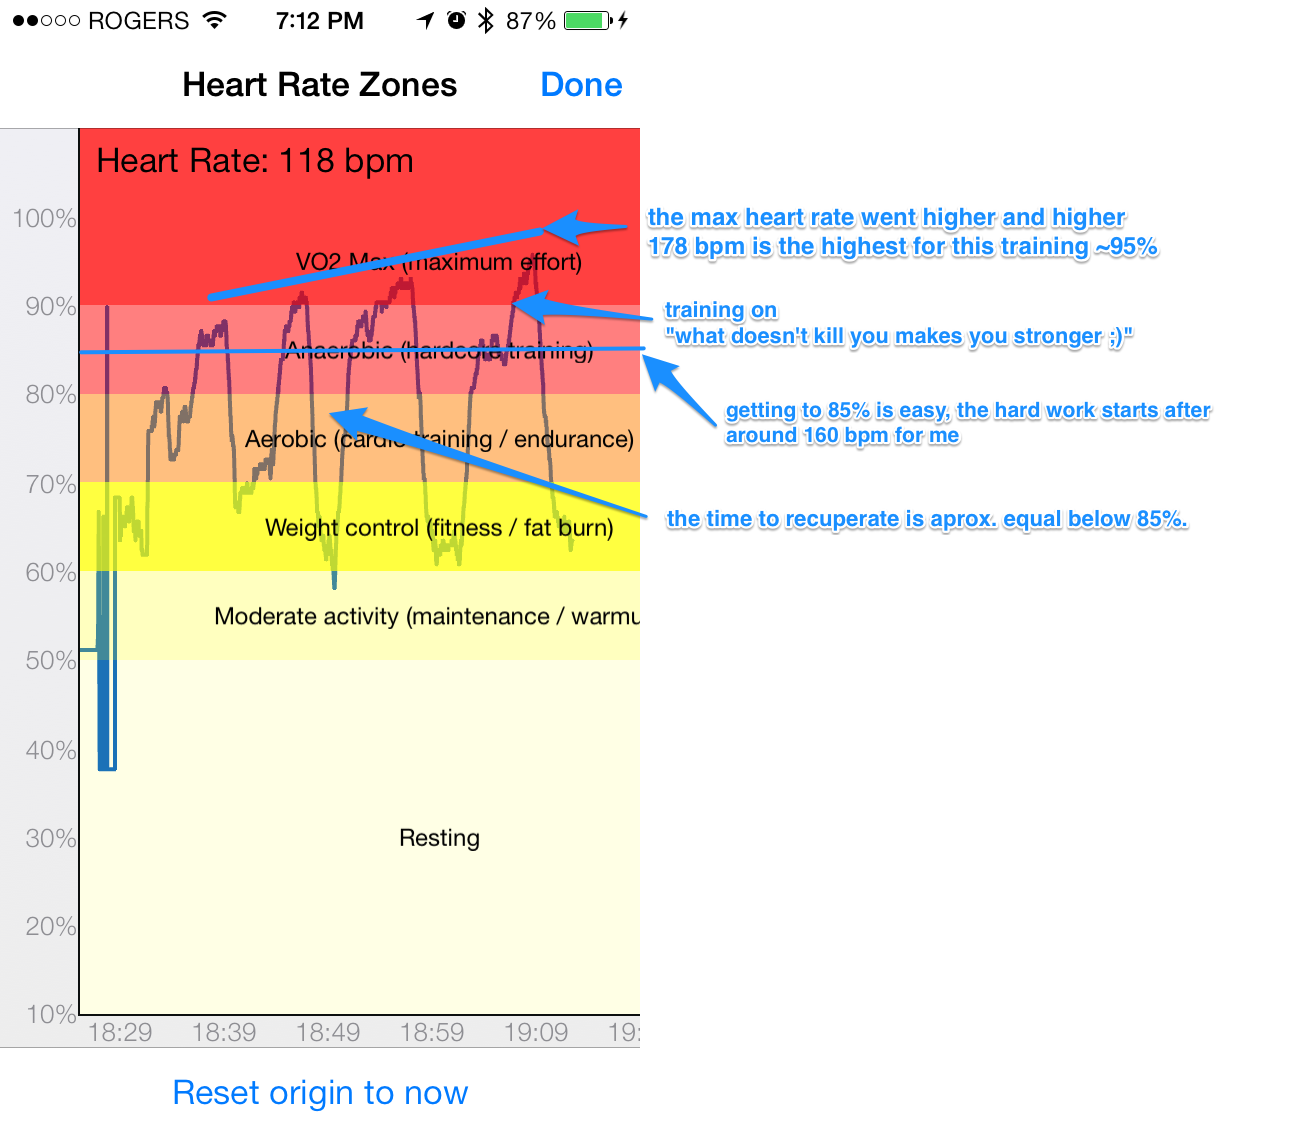 ROGERS 7:12 PM 87%
Heart Rate Zones Done
Heart Rate: 118 bpm
100%
the max heart rate went higher and higher
178 bpm is the highest for this training ~95%
VO2 Max (maximum effort)
90%
training on
"what doesn't kill you makes you stronger ;)"
Anaerobic (hardcore training)
80%
getting to 85% is easy, the hard work starts after
around 160 bpm for me
Aerobic (cardio training / endurance)
70%
the time to recuperate is aprox. equal below 85%.
Weight control (fitness / fat burn)
60%
Moderate activity (maintenance / warmu
50%
40%
30%
Resting
20%
10%
18:29 18:39 18:49 18:59 19:09 19:
Reset origin to now